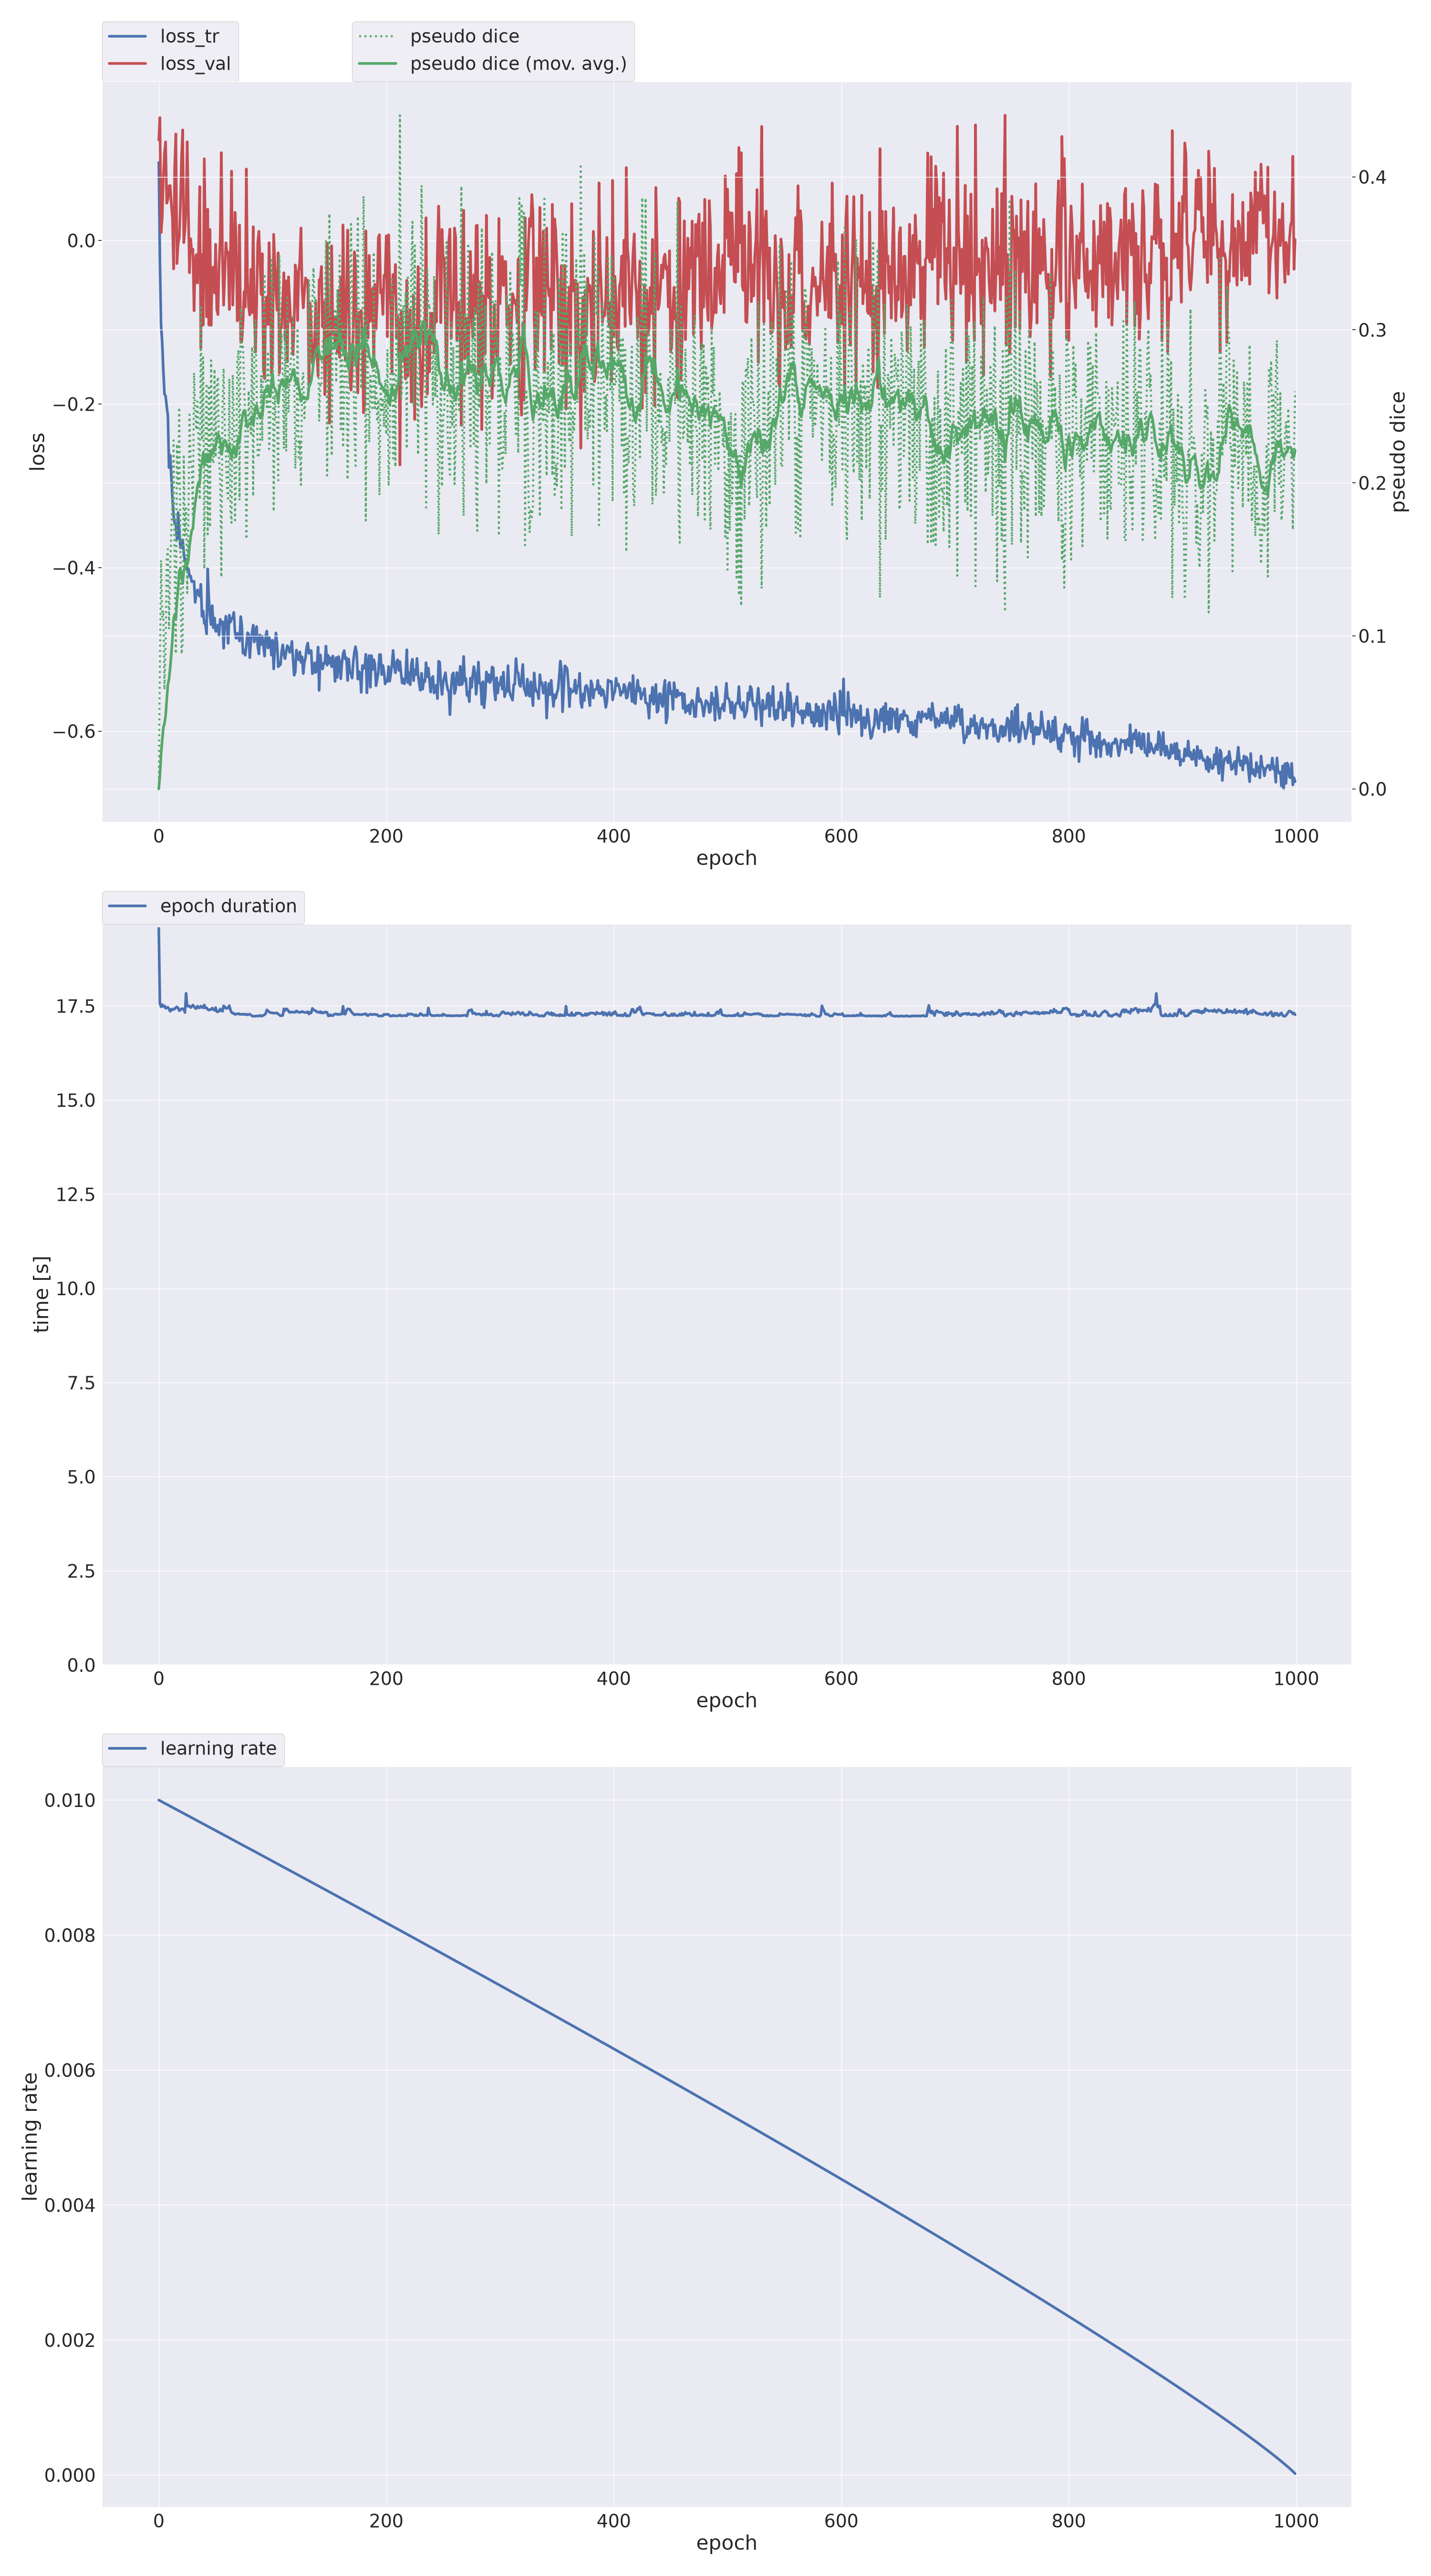 loss_tr
loss_val
pseudo dice
pseudo dice (mov. avg.)
0.0
−0.2
−0.4
−0.6
loss
0.4
0.3
0.2
0.1
0.0
pseudo dice
0 200 400 600 800 1000
epoch
epoch duration
17.5
15.0
12.5
10.0
7.5
5.0
2.5
0.0
time [s]
0 200 400 600 800 1000
epoch
learning rate
0.010
0.008
0.006
0.004
0.002
0.000
learning rate
0 200 400 600 800 1000
epoch